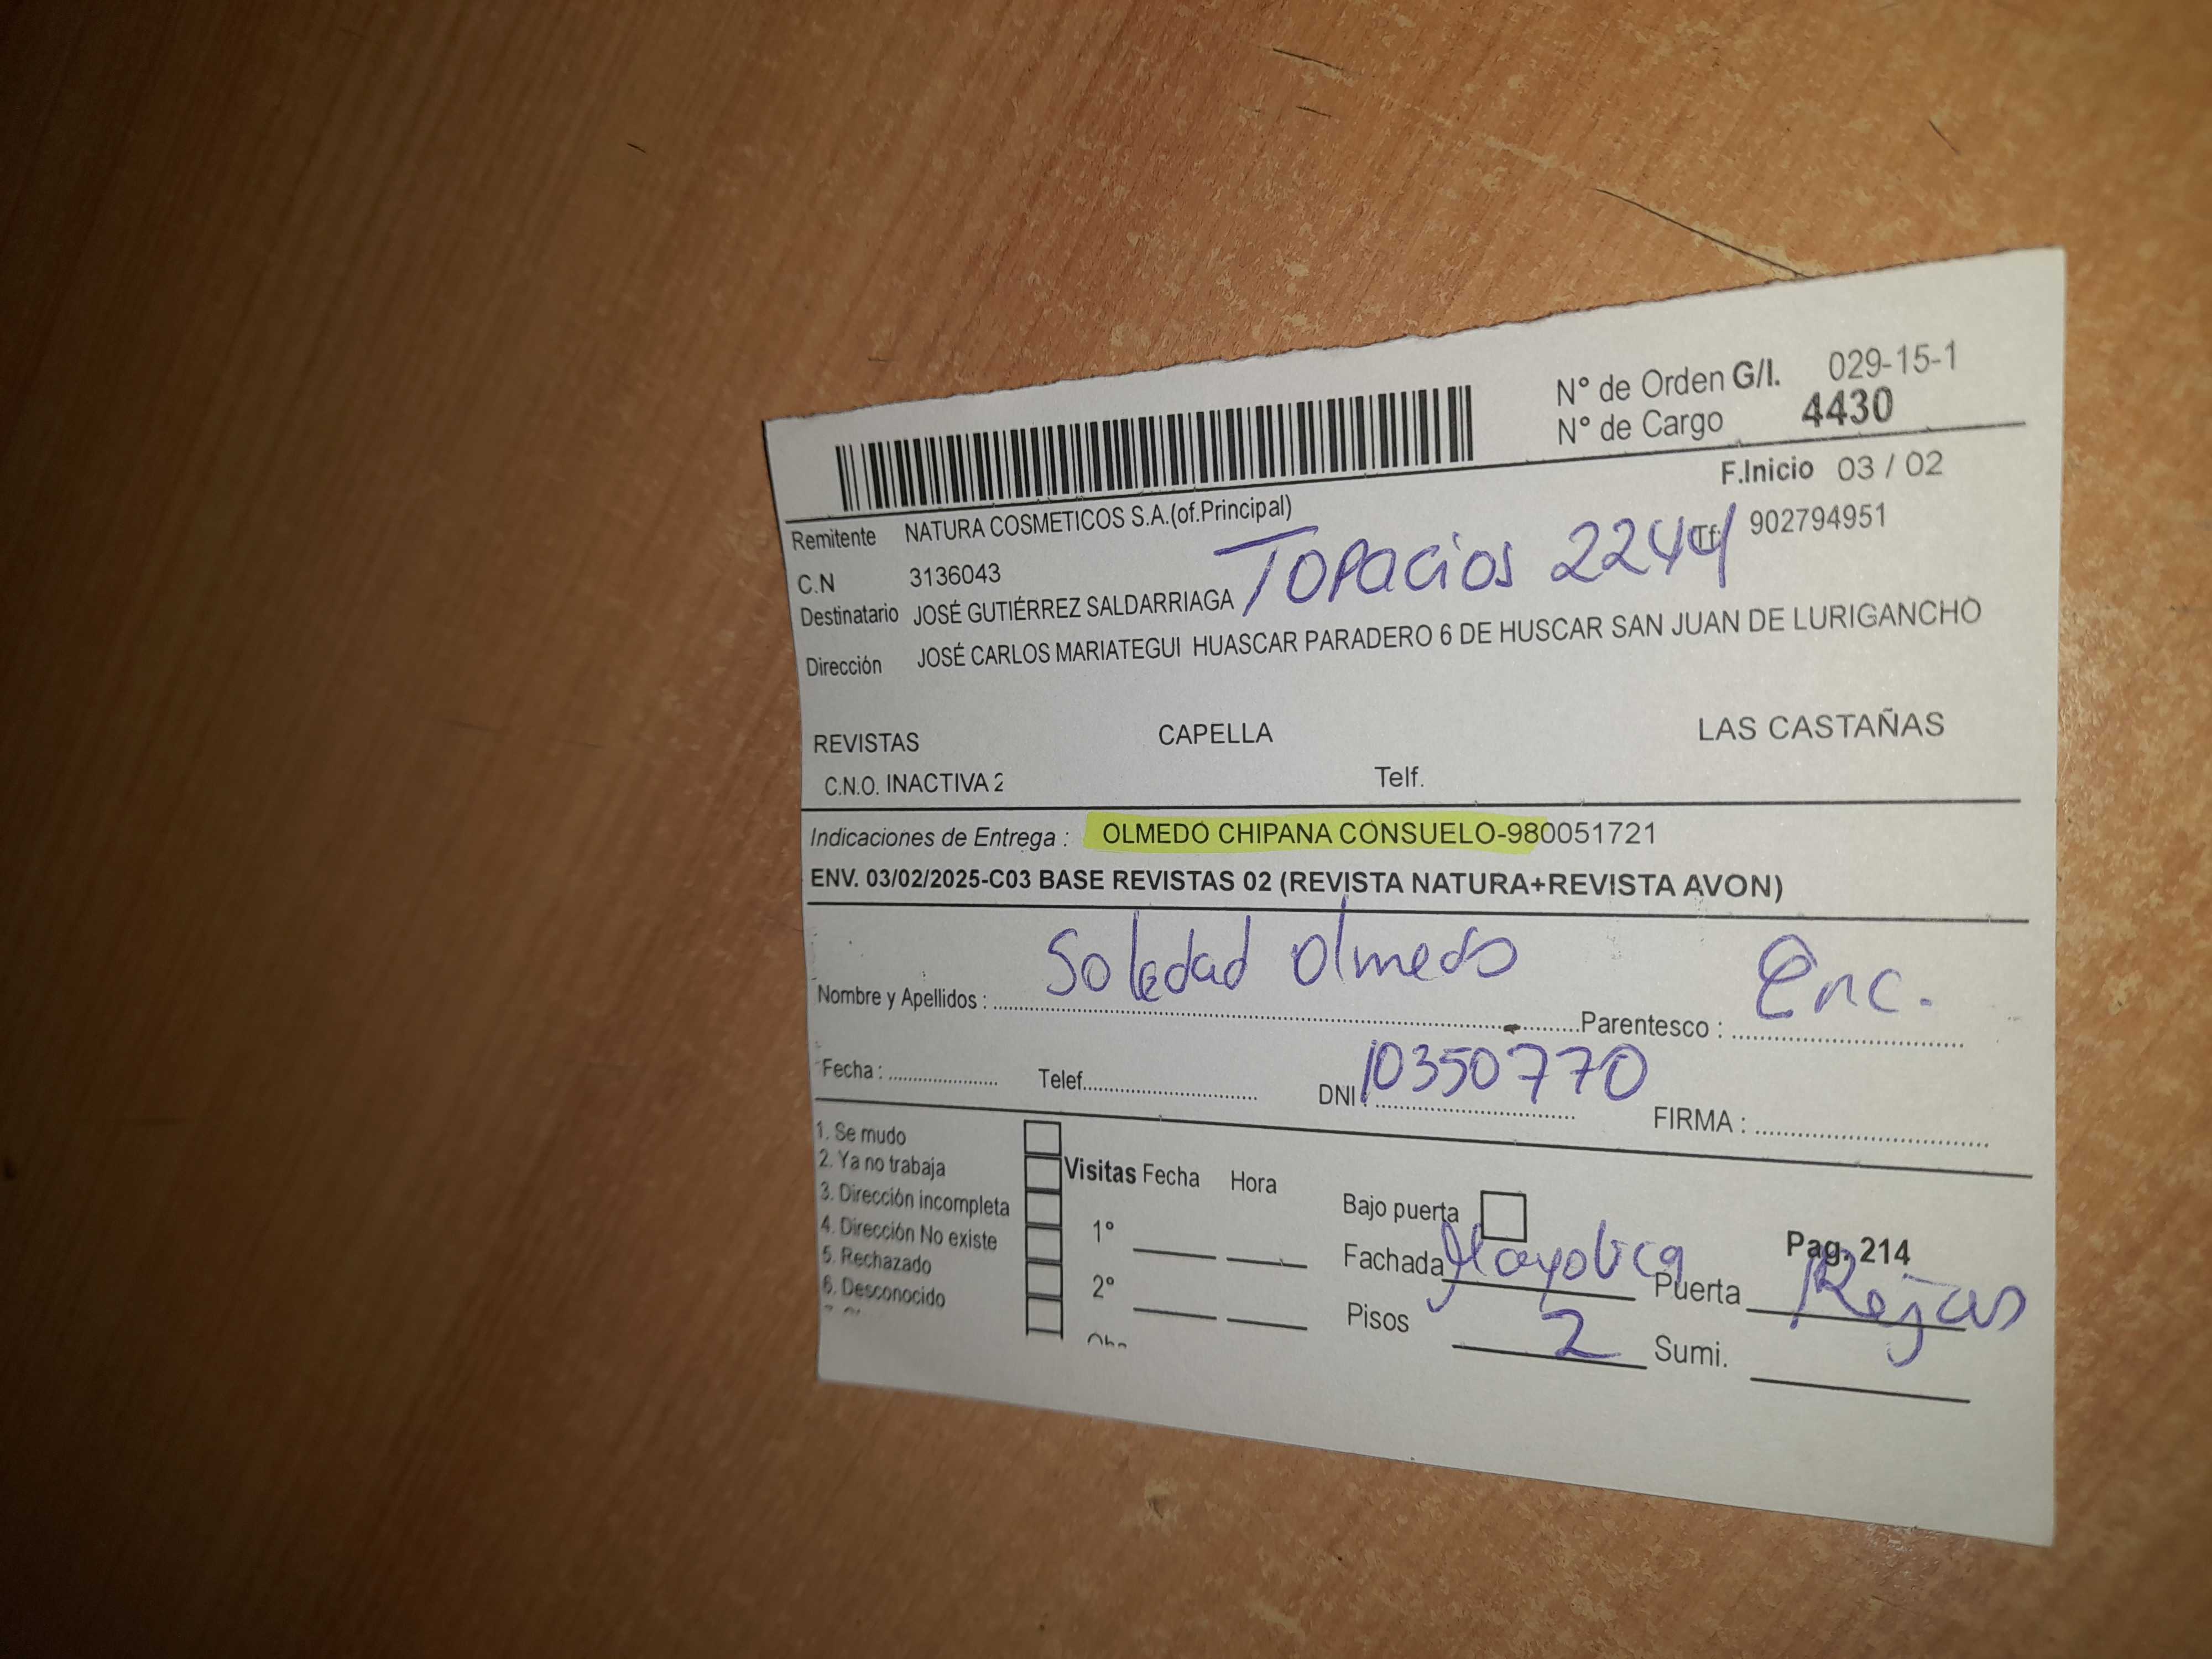 N° de Orden G/I. 029-15-1
N° de Cargo 4430
F.Inicio 03 / 02
Remitente NATURA COSMETICOS S.A.(of.Principal)
Tf: 902794951
C.N 3136043
Topacios 2244
Destinatario JOSÉ GUTIÉRREZ SALDARRIAGA
Dirección JOSÉ CARLOS MARIATEGUI HUASCAR PARADERO 6 DE HUSCAR SAN JUAN DE LURIGANCHO
REVISTAS CAPELLA LAS CASTAÑAS
C.N.O. INACTIVA 2 Telf.
Indicaciones de Entrega : OLMEDO CHIPANA CONSUELO-980051721
ENV. 03/02/2025-C03 BASE REVISTAS 02 (REVISTA NATURA+REVISTA AVON)
Nombre y Apellidos : Soledad Olmedo Parentesco : Enc.
Fecha : Telef. DNI : 10350770 FIRMA :
1. Se mudo
2. Ya no trabaja
3. Dirección incompleta
4. Dirección No existe
5. Rechazado
6. Desconocido
Visitas Fecha Hora
1°
2°
Bajo puerta
Pag. 214
Fachada Mayolica Puerta Rejas
Pisos 2 Sumi.